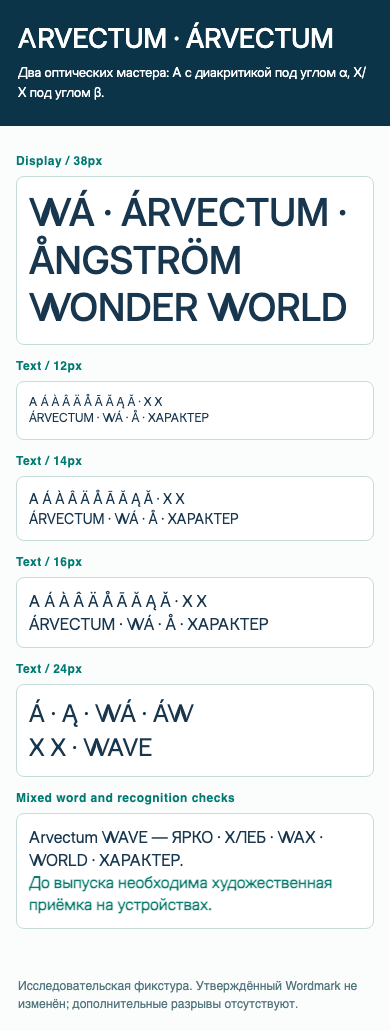 ARVECTUM · ÁRVECTUM
Два оптических мастера: A с диакритикой под углом α, X/
X под углом β.
Display / 38px
WÁ · ÁRVECTUM ·
ÅNGSTRÖM
WONDER WORLD
Text / 12px
A Á À Â Ä Å Ã Ā Ą Ǎ · X Х
ÁRVECTUM · WÁ · Å · ХАРАКТЕР
Text / 14px
A Á À Â Ä Å Ã Ā Ą Ǎ · X Х
ÁRVECTUM · WÁ · Å · ХАРАКТЕР
Text / 16px
A Á À Â Ä Å Ã Ā Ą Ǎ · X Х
ÁRVECTUM · WÁ · Å · ХАРАКТЕР
Text / 24px
Á · Ą · WÁ · ÁW
X Х · WAVE
Mixed word and recognition checks
Arvectum WAVE — ЯРКО · ХЛЕБ · WAX ·
WORLD · ХАРАКТЕР.
До выпуска необходима художественная
приёмка на устройствах.
Исследовательская фикстура. Утверждённый Wordmark не
изменён; дополнительные разрывы отсутствуют.